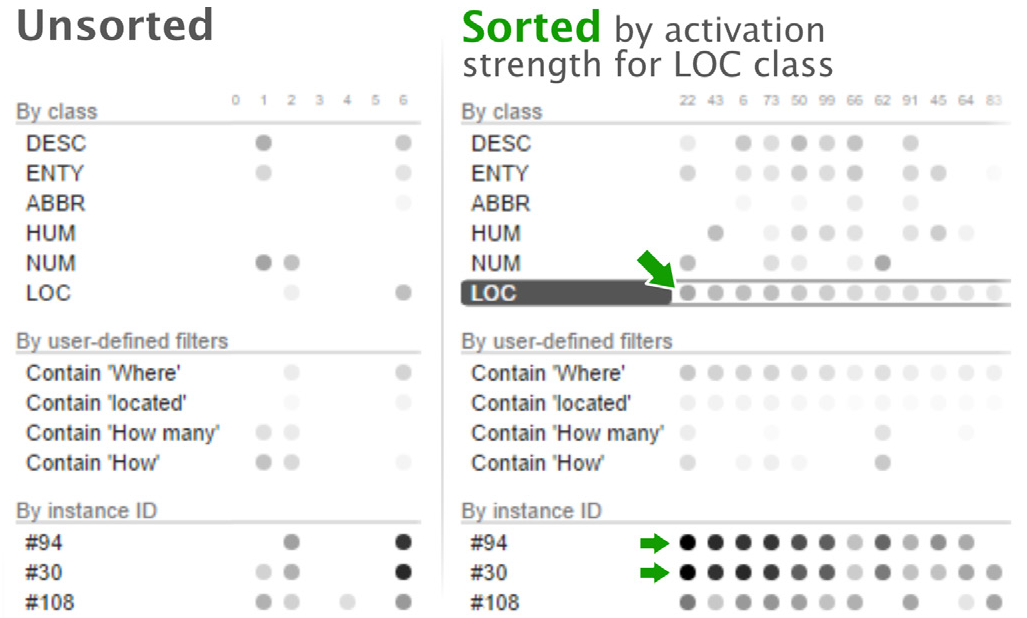 Unsorted
By class 0 1 2 3 4 5 6
DESC
ENTY
ABBR
HUM
NUM
LOC
By user-defined filters
Contain 'Where'
Contain 'located'
Contain 'How many'
Contain 'How'
By instance ID
#94
#30
#108
Sorted by activation
strength for LOC class
By class 22 43 6 73 50 99 66 62 91 45 64 83
DESC
ENTY
ABBR
HUM
NUM
LOC
By user-defined filters
Contain 'Where'
Contain 'located'
Contain 'How many'
Contain 'How'
By instance ID
#94
#30
#108